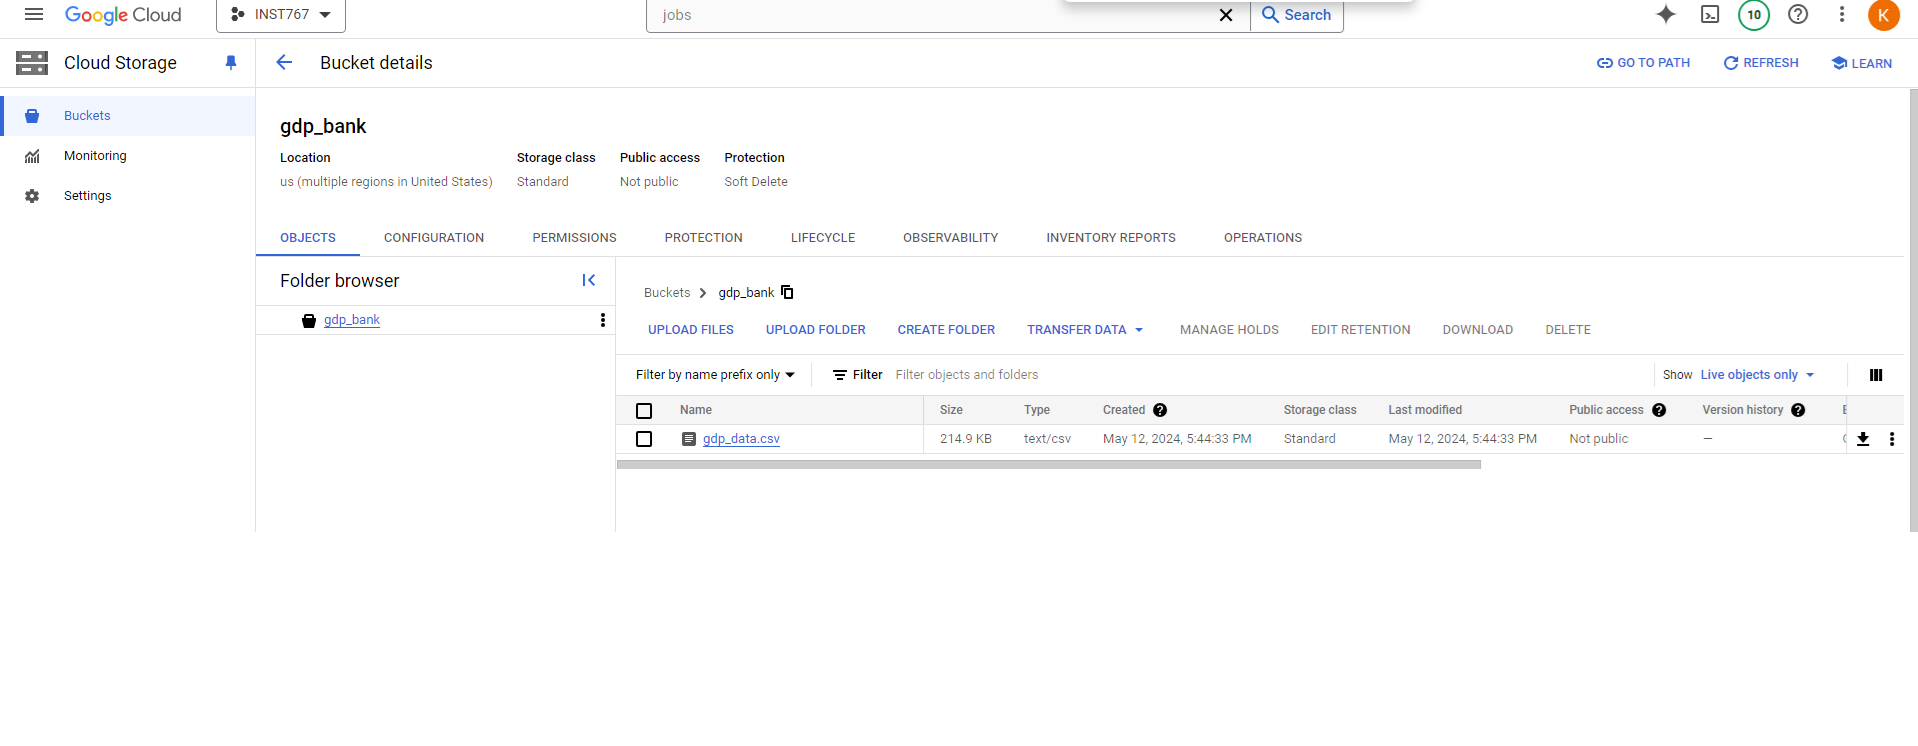 Google Cloud
INST767
jobs
Search
10
K
Cloud Storage
Bucket details
GO TO PATH
REFRESH
LEARN
Buckets
Monitoring
Settings
gdp_bank
Location
Storage class
Public access
Protection
us (multiple regions in United States)
Standard
Not public
Soft Delete
OBJECTS
CONFIGURATION
PERMISSIONS
PROTECTION
LIFECYCLE
OBSERVABILITY
INVENTORY REPORTS
OPERATIONS
Folder browser
gdp_bank
Buckets
gdp_bank
UPLOAD FILES
UPLOAD FOLDER
CREATE FOLDER
TRANSFER DATA
MANAGE HOLDS
EDIT RETENTION
DOWNLOAD
DELETE
Filter by name prefix only
Filter
Filter objects and folders
Show
Live objects only
Name
Size
Type
Created
Storage class
Last modified
Public access
Version history
gdp_data.csv
214.9 KB
text/csv
May 12, 2024, 5:44:33 PM
Standard
May 12, 2024, 5:44:33 PM
Not public
—